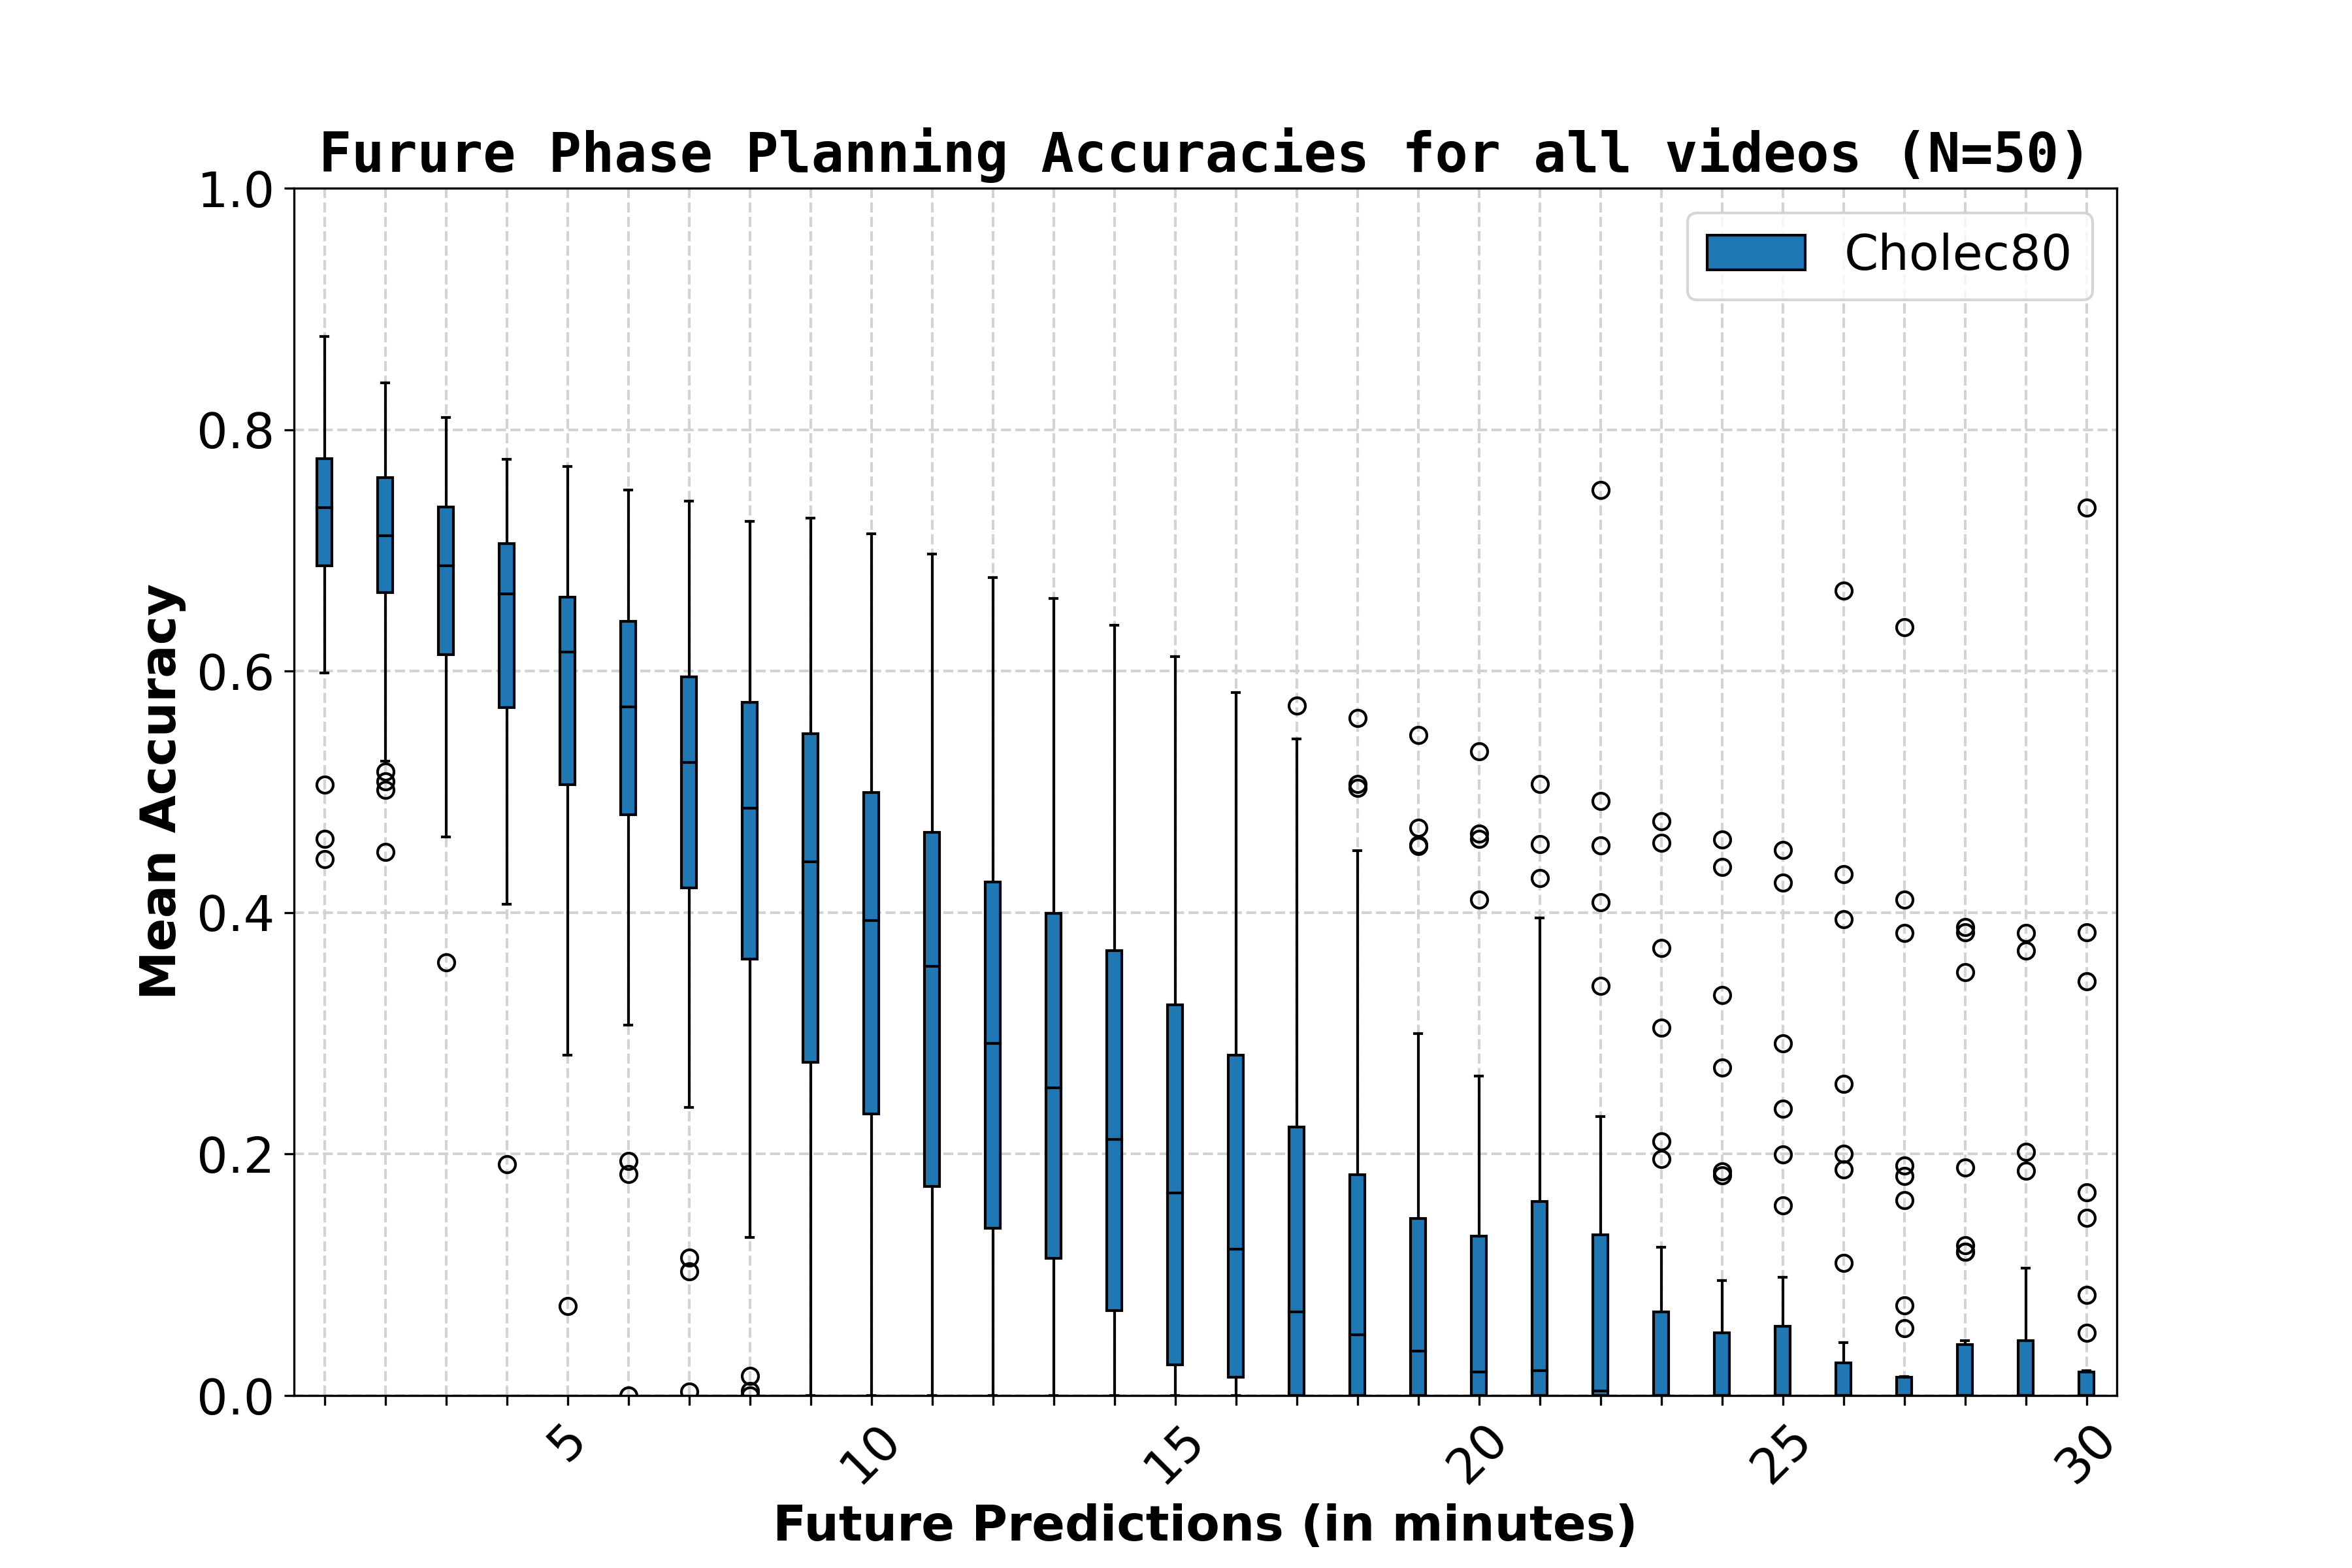 Furure Phase Planning Accuracies for all videos (N=50)
1.0
Cholec80
0.8
0.6
Mean Accuracy
0.4
0.2
0.0
5 10 15 20 25 30
Future Predictions (in minutes)